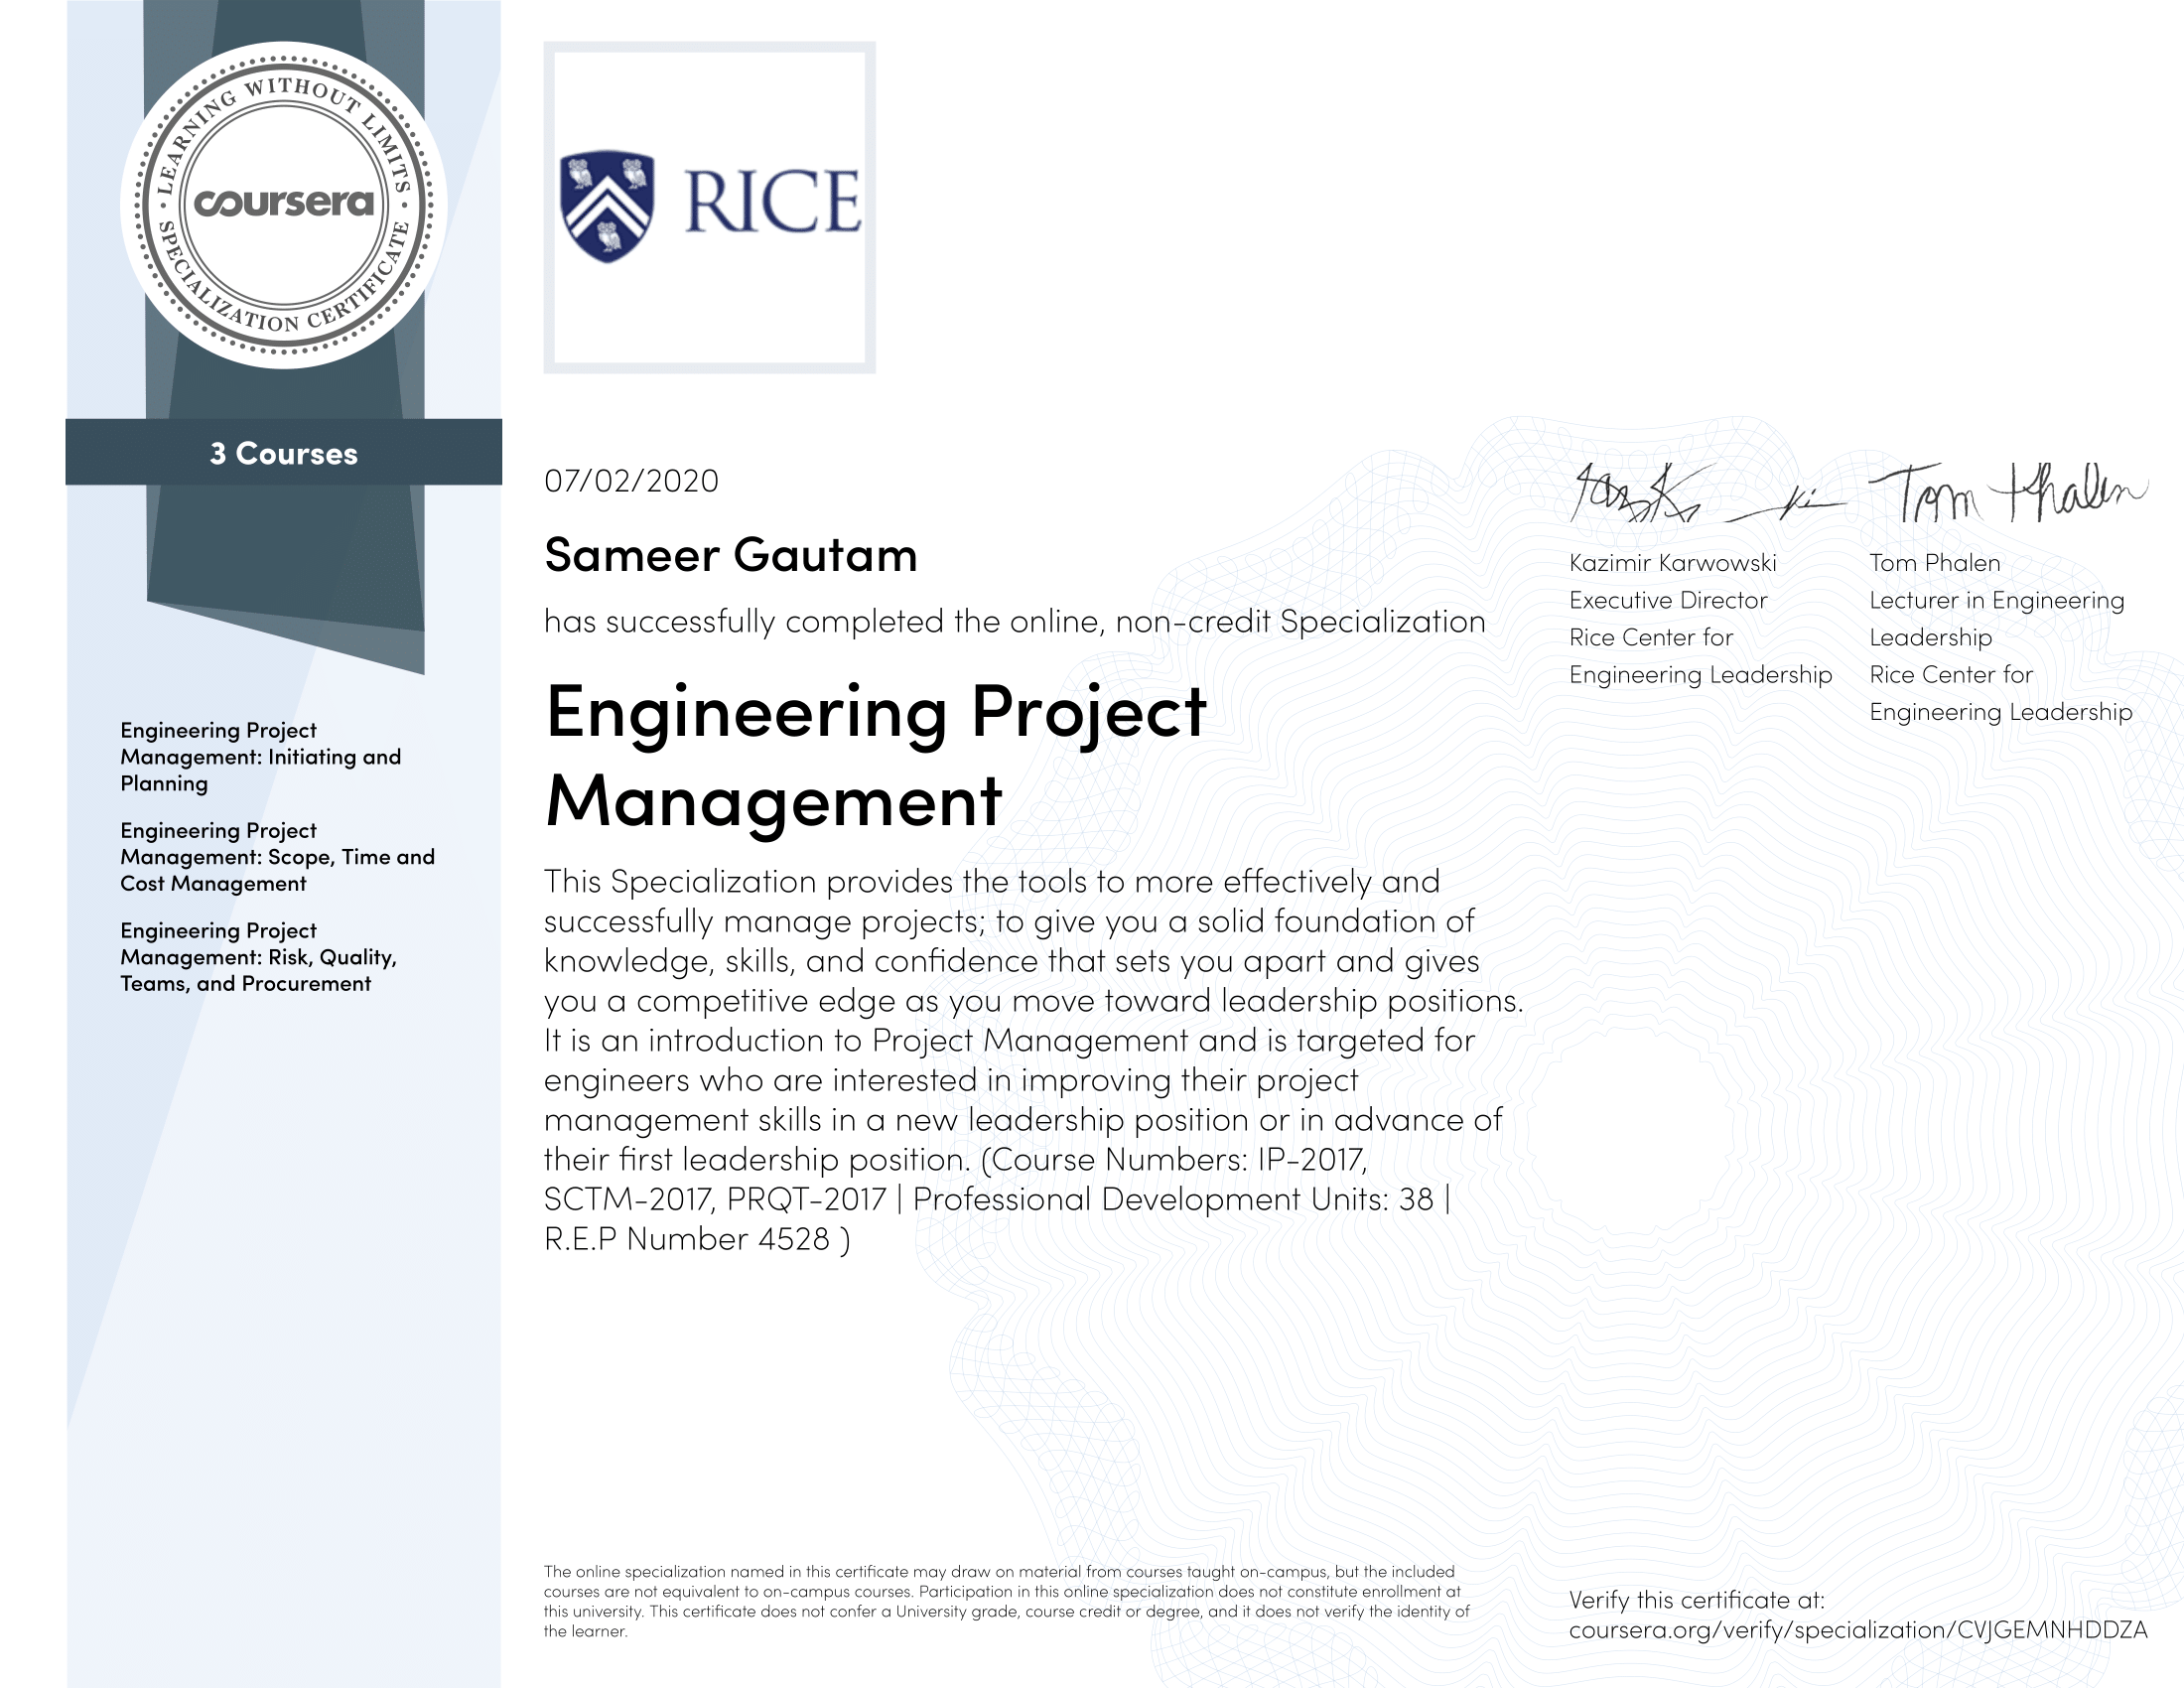 LEARNING WITHOUT LIMITS
coursera
SPECIALIZATION CERTIFICATE
3 Courses
Engineering Project
Management: Initiating and
Planning
Engineering Project
Management: Scope, Time and
Cost Management
Engineering Project
Management: Risk, Quality,
Teams, and Procurement
RICE
07/02/2020
Sameer Gautam
has successfully completed the online, non-credit Specialization
Engineering Project
Management
This Specialization provides the tools to more effectively and
successfully manage projects; to give you a solid foundation of
knowledge, skills, and confidence that sets you apart and gives
you a competitive edge as you move toward leadership positions.
It is an introduction to Project Management and is targeted for
engineers who are interested in improving their project
management skills in a new leadership position or in advance of
their first leadership position. (Course Numbers: IP-2017,
SCTM-2017, PRQT-2017 | Professional Development Units: 38 |
R.E.P Number 4528 )
Kazimir Karwowski
Executive Director
Rice Center for
Engineering Leadership
Tom Phalen
Tom Phalen
Lecturer in Engineering
Leadership
Rice Center for
Engineering Leadership
The online specialization named in this certificate may draw on material from courses taught on-campus, but the included
courses are not equivalent to on-campus courses. Participation in this online specialization does not constitute enrollment at
this university. This certificate does not confer a University grade, course credit or degree, and it does not verify the identity of
the learner.
Verify this certificate at:
coursera.org/verify/specialization/CVJGEMNHDDZA